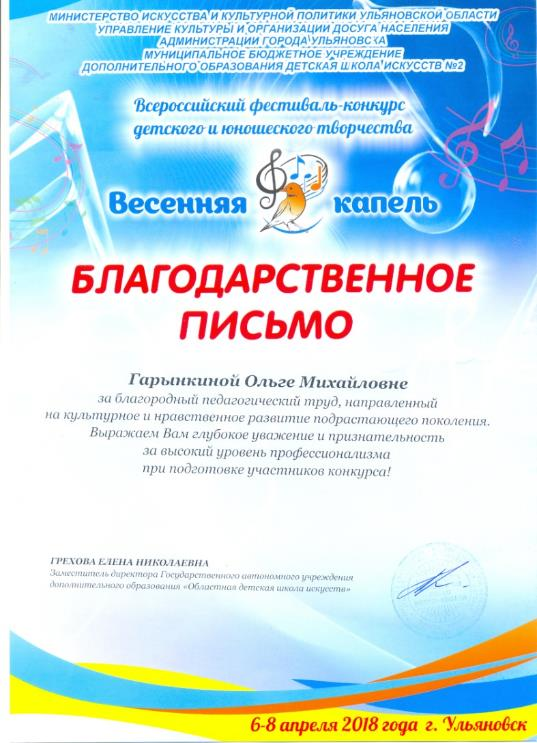 МИНИСТЕРСТВО ИСКУССТВА И КУЛЬТУРНОЙ ПОЛИТИКИ УЛЬЯНОВСКОЙ ОБЛАСТИ
УПРАВЛЕНИЕ КУЛЬТУРЫ И ОРГАНИЗАЦИИ ДОСУГА НАСЕЛЕНИЯ
АДМИНИСТРАЦИИ ГОРОДА УЛЬЯНОВСКА
МУНИЦИПАЛЬНОЕ БЮДЖЕТНОЕ УЧРЕЖДЕНИЕ
ДОПОЛНИТЕЛЬНОГО ОБРАЗОВАНИЯ ДЕТСКАЯ ШКОЛА ИСКУССТВ №2
Всероссийский фестиваль-конкурс
детского и юношеского творчества
Весенняя капель
БЛАГОДАРСТВЕННОЕ
ПИСЬМО
Гарынкиной Ольге Михайловне
за благородный педагогический труд, направленный
на культурное и нравственное развитие подрастающего поколения.
Выражаем Вам глубокое уважение и признательность
за высокий уровень профессионализма
при подготовке участников конкурса!
ГРЕХОВА ЕЛЕНА НИКОЛАЕВНА
Заместитель директора Государственного автономного учреждения
дополнительного образования «Областная детская школа искусств»
6-8 апреля 2018 года г. Ульяновск